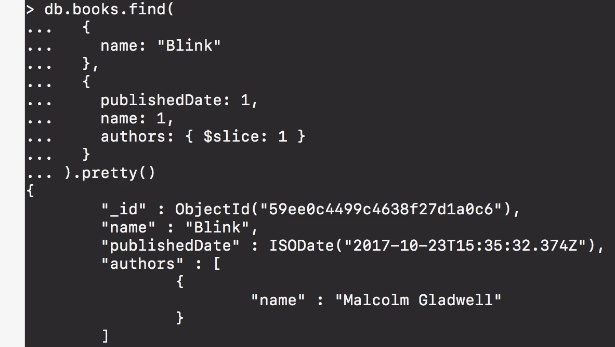 > db.books.find(
... {
... name: "Blink"
... },
... {
... publishedDate: 1,
... name: 1,
... authors: { $slice: 1 }
... }
... ).pretty()
{
"_id" : ObjectId("59ee0c4499c4638f27d1a0c6"),
"name" : "Blink",
"publishedDate" : ISODate("2017-10-23T15:35:32.374Z"),
"authors" : [
{
"name" : "Malcolm Gladwell"
}
]